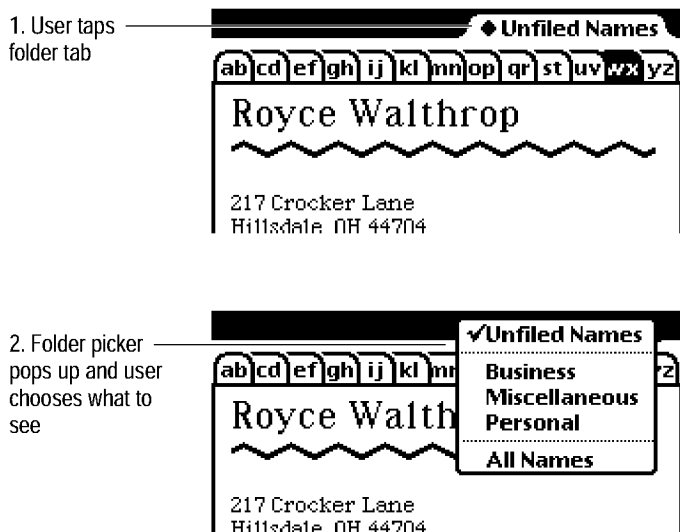 1. User taps
folder tab
◆ Unfiled Names
ab cd ef gh ij kl mn op qr st uv wx yz
Royce Walthrop
217 Crocker Lane
Hillsdale, OH 44704
2. Folder picker
pops up and user
chooses what to
see
✓Unfiled Names
Business
Miscellaneous
Personal
All Names
ab cd ef gh ij kl
Royce Walth
217 Crocker Lane
Hillsdale, OH 44704